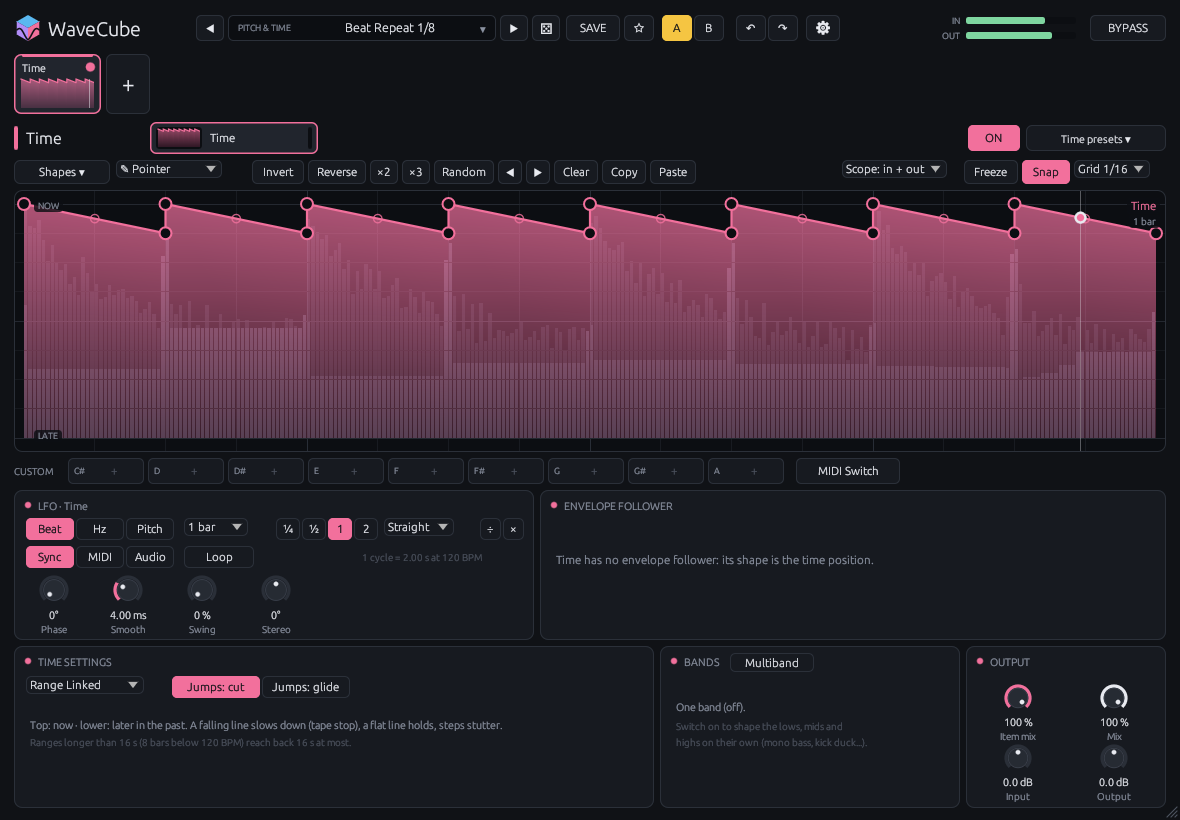 WaveCube
PITCH & TIME Beat Repeat 1/8 SAVE A B IN OUT BYPASS
Time
+
Time Time ON Time presets ▾
Shapes ▾ ✎ Pointer Invert Reverse ×2 ×3 Random Clear Copy Paste Scope: in + out Freeze Snap Grid 1/16
NOW Time
1 bar
LATE
CUSTOM C# + D + D# + E + F + F# + G + G# + A + MIDI Switch
LFO · Time
Beat Hz Pitch 1 bar ¼ ½ 1 2 Straight ÷ ×
Sync MIDI Audio Loop 1 cycle = 2.00 s at 120 BPM
0° 4.00 ms 0 % 0°
Phase Smooth Swing Stereo
ENVELOPE FOLLOWER
Time has no envelope follower: its shape is the time position.
TIME SETTINGS
Range Linked Jumps: cut Jumps: glide
Top: now · lower: later in the past. A falling line slows down (tape stop), a flat line holds, steps stutter.
Ranges longer than 16 s (8 bars below 120 BPM) reach back 16 s at most.
BANDS Multiband
One band (off).
Switch on to shape the lows, mids and
highs on their own (mono bass, kick duck...).
OUTPUT
100 % 100 %
Item mix Mix
0.0 dB 0.0 dB
Input Output